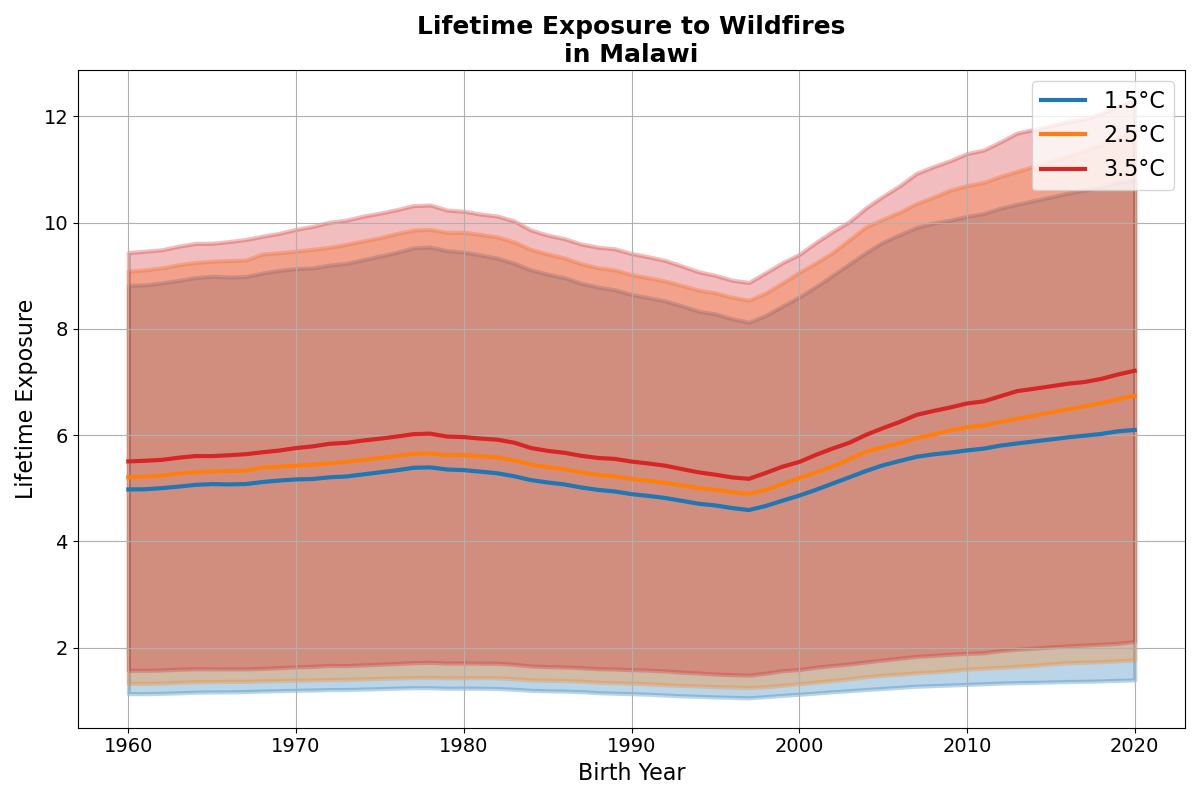 Lifetime Exposure to Wildfires
in Malawi
1.5°C
2.5°C
3.5°C
Lifetime Exposure
12
10
8
6
4
2
1960 1970 1980 1990 2000 2010 2020
Birth Year